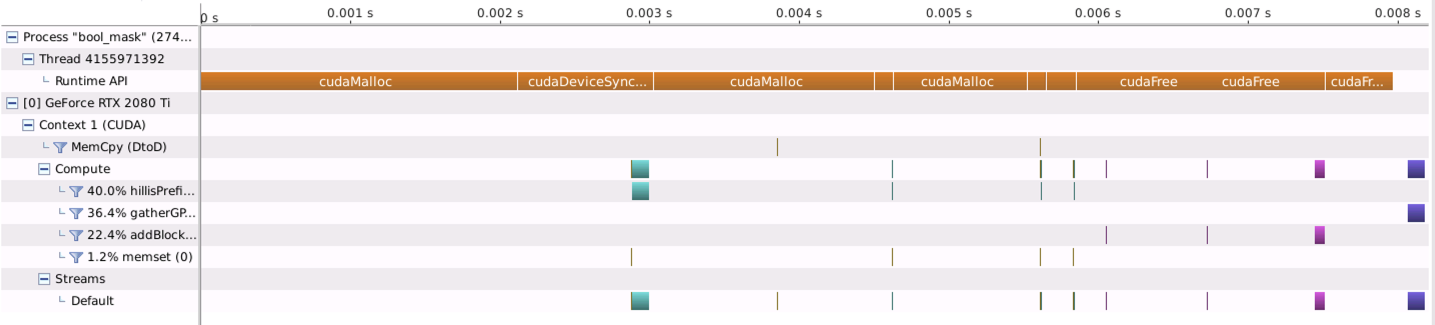 0 s 0.001 s 0.002 s 0.003 s 0.004 s 0.005 s 0.006 s 0.007 s 0.008 s
Process "bool_mask" (274...
Thread 4155971392
Runtime API cudaMalloc cudaDeviceSync... cudaMalloc cudaMalloc cudaFree cudaFree cudaFr...
[0] GeForce RTX 2080 Ti
Context 1 (CUDA)
MemCpy (DtoD)
Compute
40.0% hillisPrefi...
36.4% gatherGP...
22.4% addBlock...
1.2% memset (0)
Streams
Default